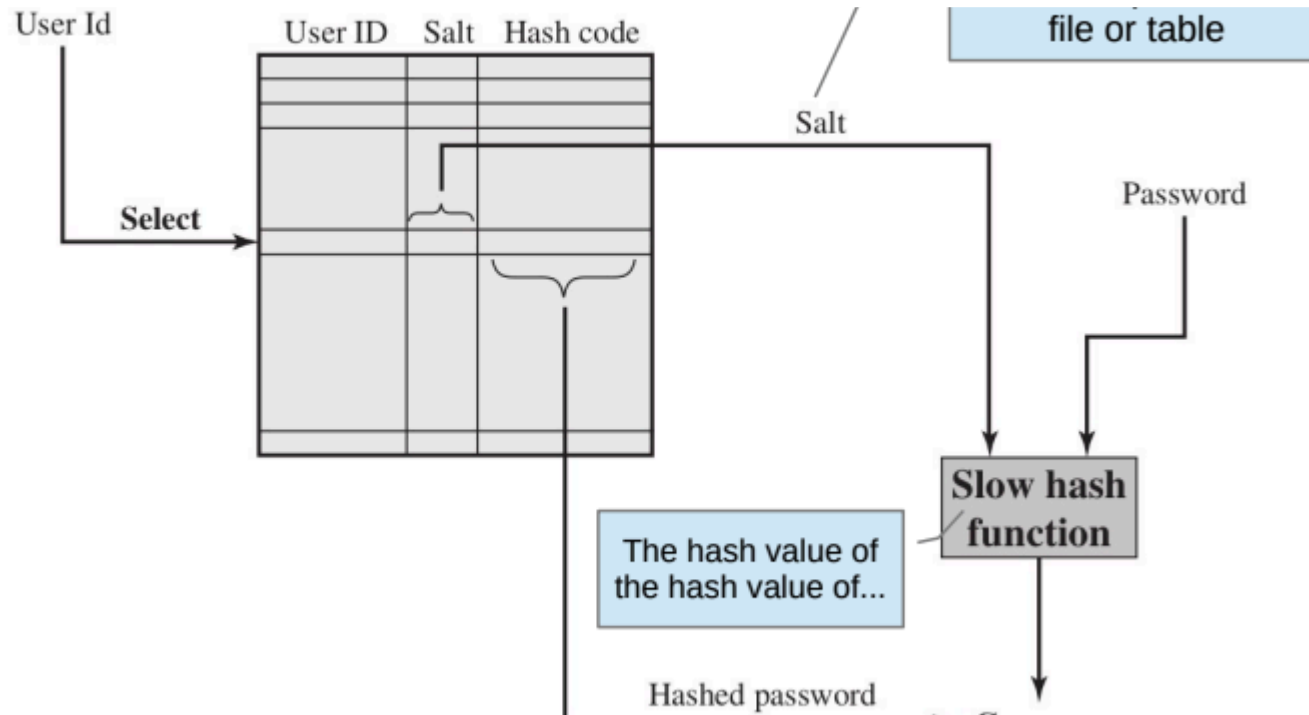 User Id
User ID Salt Hash code
file or table
Salt
Password
Select
Slow hash
function
The hash value of
the hash value of...
Hashed password